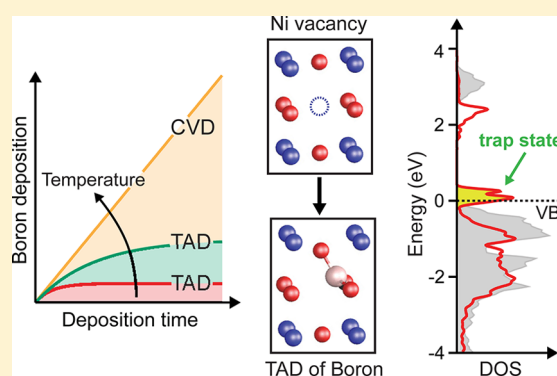 Boron deposition
CVD
Temperature
TAD
TAD
Deposition time
Ni vacancy
TAD of Boron
Energy (eV)
4
2
0
-2
-4
trap state
VB
DOS